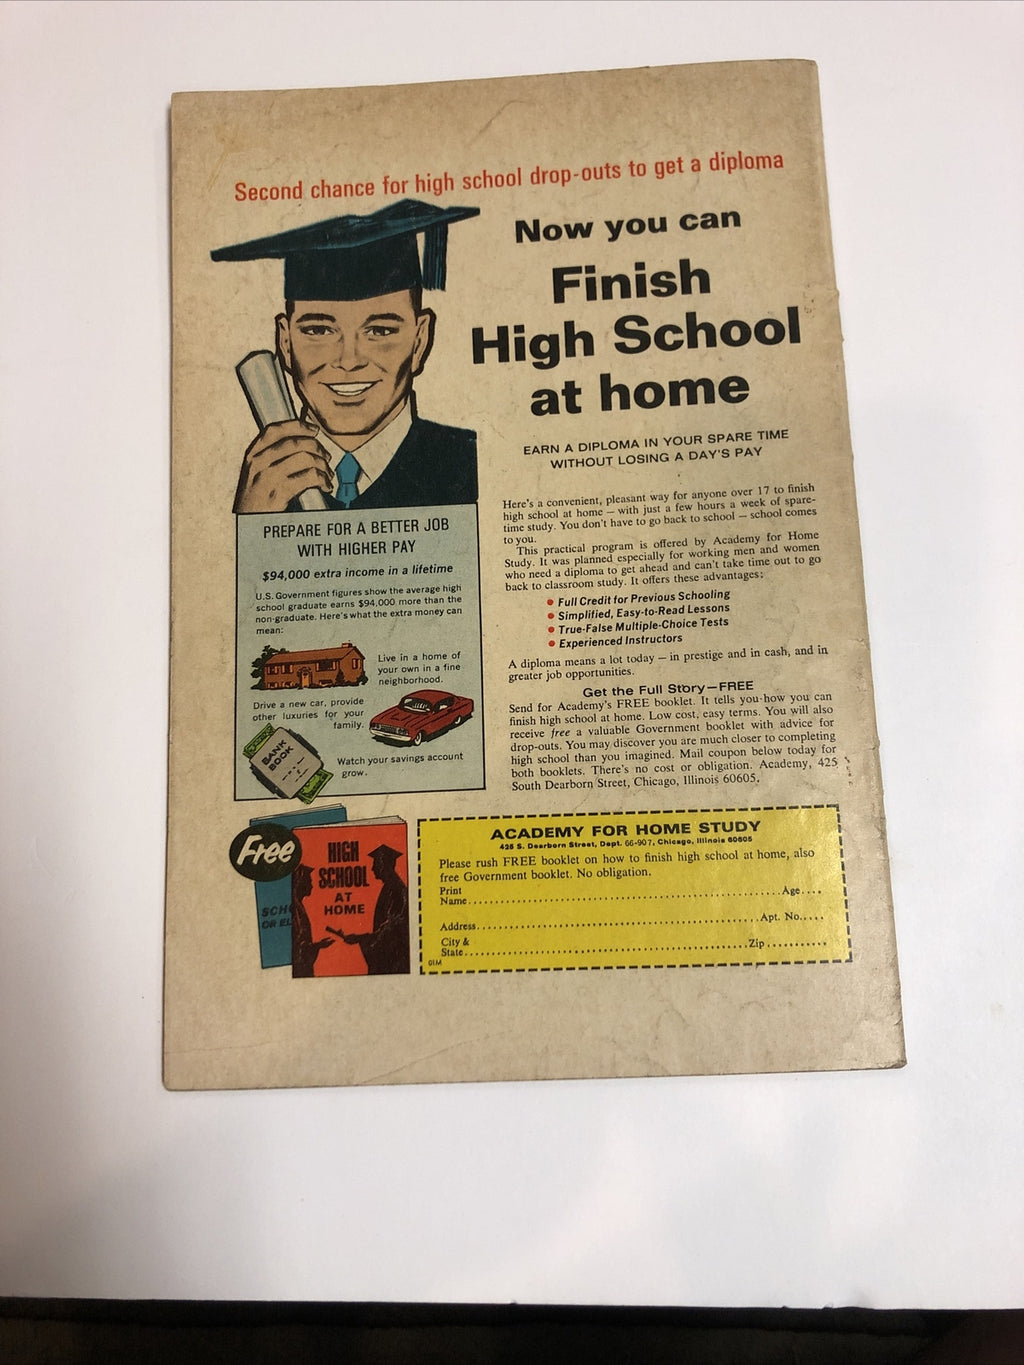 Second chance for high school drop-outs to get a diploma
Now you can
Finish
High School
at home
EARN A DIPLOMA IN YOUR SPARE TIME
WITHOUT LOSING A DAY'S PAY
Here's a convenient, pleasant way for anyone over 17 to finish
high school at home — with just a few hours a week of spare-
time study. You don't have to go back to school — school comes
to you.
This practical program is offered by Academy for Home
Study. It was planned especially for working men and women
who need a diploma to get ahead and can't take time out to go
back to classroom study. It offers these advantages:
● Full Credit for Previous Schooling
● Simplified, Easy-to-Read Lessons
● True-False Multiple-Choice Tests
● Experienced Instructors
A diploma means a lot today — in prestige and in cash, and in
greater job opportunities.
Get the Full Story—FREE
Send for Academy's FREE booklet. It tells you how you can
finish high school at home. Low cost, easy terms. You will also
receive free a valuable Government booklet with advice for
drop-outs. You may discover you are much closer to completing
high school than you imagined. Mail coupon below today for
both booklets. There's no cost or obligation. Academy, 425
South Dearborn Street, Chicago, Illinois 60605.
PREPARE FOR A BETTER JOB
WITH HIGHER PAY
$94,000 extra income in a lifetime
U.S. Government figures show the average high
school graduate earns $94,000 more than the
non-graduate. Here's what the extra money can
mean:
Live in a home of
your own in a fine
neighborhood.
Drive a new car, provide
other luxuries for your
family.
BANK
BOOK
Watch your savings account
grow.
Free
HIGH
SCHOOL
AT
HOME
SCH
OR EL
ACADEMY FOR HOME STUDY
425 S. Dearborn Street, Dept. 66-907, Chicago, Illinois 60605
Please rush FREE booklet on how to finish high school at home, also
free Government booklet. No obligation.
Print
Name..........Age....
Address..........Apt. No.....
City &
State..........Zip..........
01M